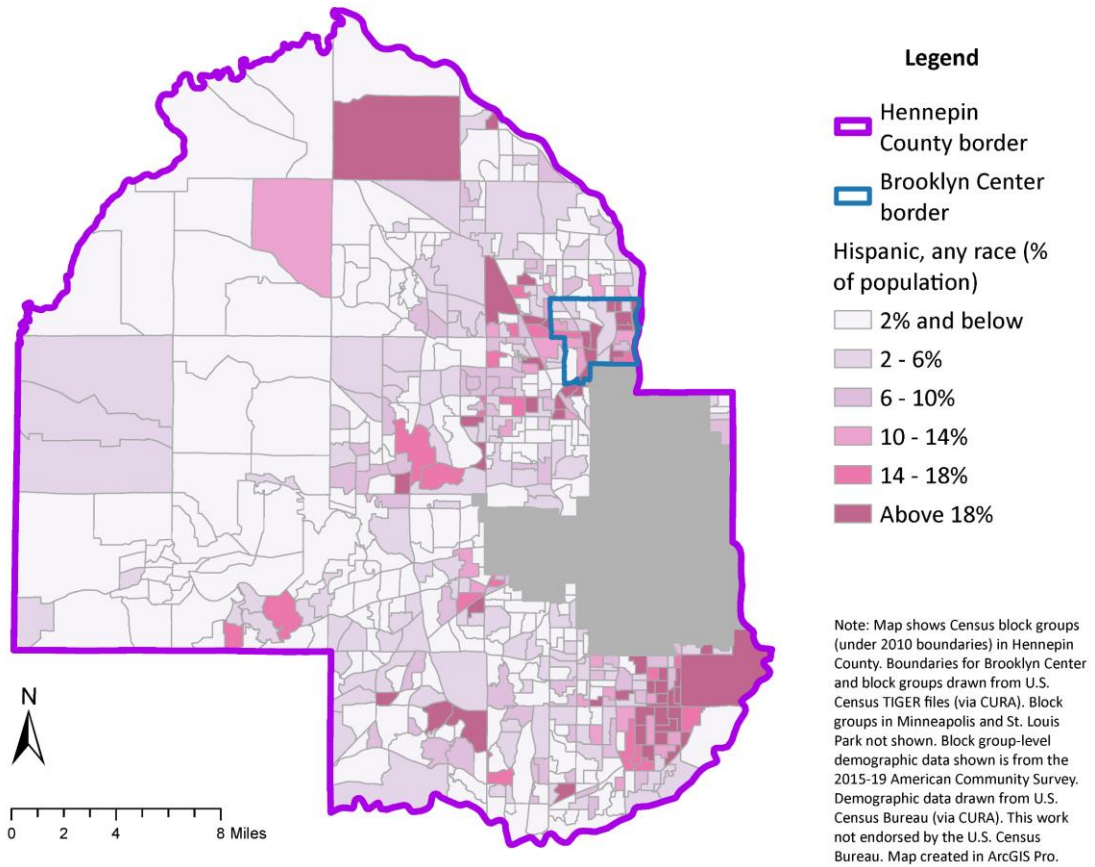 Legend
Hennepin
County border
Brooklyn Center
border
Hispanic, any race (%
of population)
2% and below
2 - 6%
6 - 10%
10 - 14%
14 - 18%
Above 18%
Note: Map shows Census block groups
(under 2010 boundaries) in Hennepin
County. Boundaries for Brooklyn Center
and block groups drawn from U.S.
Census TIGER files (via CURA). Block
groups in Minneapolis and St. Louis
Park not shown. Block group-level
demographic data shown is from the
2015-19 American Community Survey.
Demographic data drawn from U.S.
Census Bureau (via CURA). This work
not endorsed by the U.S. Census
Bureau. Map created in ArcGIS Pro.
N
0 2 4 8 Miles